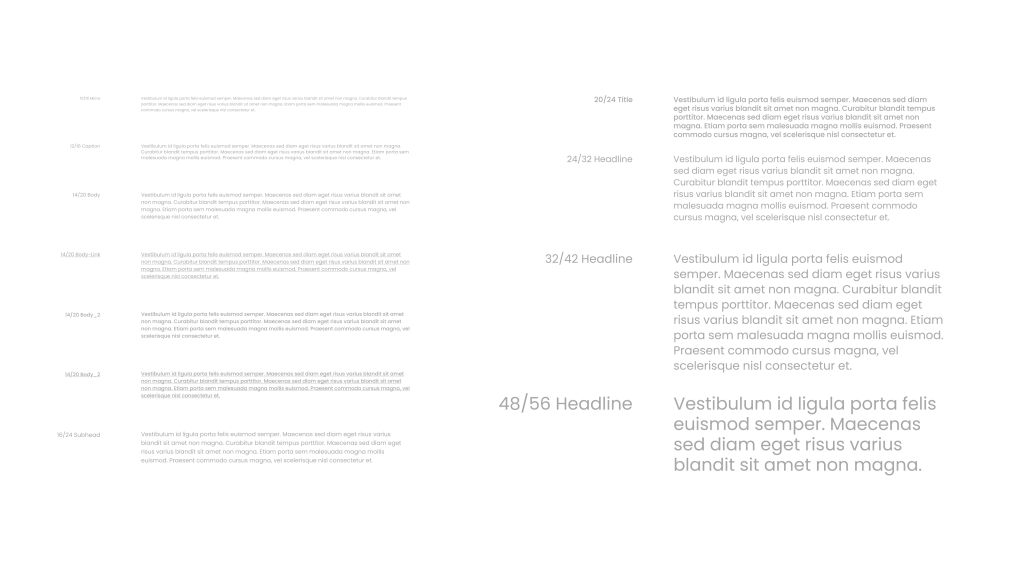 Micro
Vestibulum id ligula porta felis euismod semper. Maecenas sed diam eget risus varius blandit sit amet non magna. Curabitur blandit tempus
porttitor. Maecenas sed diam eget risus varius blandit sit amet non magna. Etiam porta sem malesuada magna mollis euismod. Praesent
commodo cursus magna, vel scelerisque nisl consectetur et.
Caption
Vestibulum id ligula porta felis euismod semper. Maecenas sed diam eget risus varius blandit sit amet non magna.
Curabitur blandit tempus porttitor. Maecenas sed diam eget risus varius blandit sit amet non magna. Etiam porta sem
malesuada magna mollis euismod. Praesent commodo cursus magna, vel scelerisque nisl consectetur et.
14/20 Body
Vestibulum id ligula porta felis euismod semper. Maecenas sed diam eget risus varius blandit sit amet
non magna. Curabitur blandit tempus porttitor. Maecenas sed diam eget risus varius blandit sit amet non
magna. Etiam porta sem malesuada magna mollis euismod. Praesent commodo cursus magna, vel
scelerisque nisl consectetur et.
14/20 Body-Link
Vestibulum id ligula porta felis euismod semper. Maecenas sed diam eget risus varius blandit sit amet
non magna. Curabitur blandit tempus porttitor. Maecenas sed diam eget risus varius blandit sit amet non
magna. Etiam porta sem malesuada magna mollis euismod. Praesent commodo cursus magna, vel
scelerisque nisl consectetur et.
14/20 Body_2
Vestibulum id ligula porta felis euismod semper. Maecenas sed diam eget risus varius blandit sit amet
non magna. Curabitur blandit tempus porttitor. Maecenas sed diam eget risus varius blandit sit amet non
magna. Etiam porta sem malesuada magna mollis euismod. Praesent commodo cursus magna, vel
scelerisque nisl consectetur et.
14/20 Body_2
Vestibulum id ligula porta felis euismod semper. Maecenas sed diam eget risus varius blandit sit amet
non magna. Curabitur blandit tempus porttitor. Maecenas sed diam eget risus varius blandit sit amet non
magna. Etiam porta sem malesuada magna mollis euismod. Praesent commodo cursus magna, vel
scelerisque nisl consectetur et.
16/24 Subhead
Vestibulum id ligula porta felis euismod semper. Maecenas sed diam eget risus varius
blandit sit amet non magna. Curabitur blandit tempus porttitor. Maecenas sed diam eget
risus varius blandit sit amet non magna. Etiam porta sem malesuada magna mollis
euismod. Praesent commodo cursus magna, vel scelerisque nisl consectetur et.
20/24 Title
Vestibulum id ligula porta felis euismod semper. Maecenas sed diam
eget risus varius blandit sit amet non magna. Curabitur blandit tempus
porttitor. Maecenas sed diam eget risus varius blandit sit amet non
magna. Etiam porta sem malesuada magna mollis euismod. Praesent
commodo cursus magna, vel scelerisque nisl consectetur et.
24/32 Headline
Vestibulum id ligula porta felis euismod semper. Maecenas
sed diam eget risus varius blandit sit amet non magna.
Curabitur blandit tempus porttitor. Maecenas sed diam eget
risus varius blandit sit amet non magna. Etiam porta sem
malesuada magna mollis euismod. Praesent commodo cursus
magna, vel scelerisque nisl consectetur et.
32/42 Headline
Vestibulum id ligula porta felis euismod
semper. Maecenas sed diam eget risus varius
blandit sit amet non magna. Curabitur blandit
tempus porttitor. Maecenas sed diam eget
risus varius blandit sit amet non magna. Etiam
porta sem malesuada magna mollis euismod.
Praesent commodo cursus magna, vel
scelerisque nisl consectetur et.
48/56 Headline
Vestibulum id ligula porta felis
euismod semper. Maecenas
sed diam eget risus varius
blandit sit amet non magna.